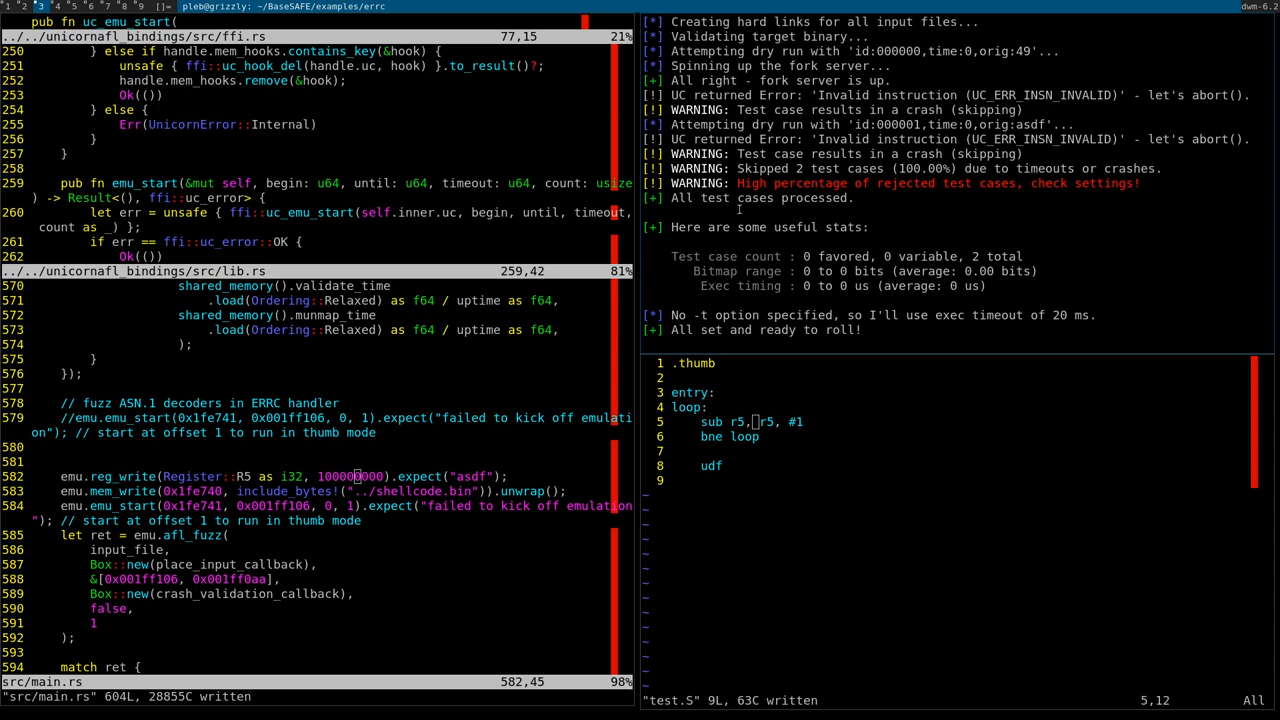 1 2 3 4 5 6 7 8 9 []= pleb@grizzly: ~/BaseSAFE/examples/errc dwm-6.2
pub fn uc_emu_start(
../../unicornafl_bindings/src/ffi.rs 77,15 21%
250 } else if handle.mem_hooks.contains_key(&hook) {
251 unsafe { ffi::uc_hook_del(handle.uc, hook) }.to_result()?;
252 handle.mem_hooks.remove(&hook);
253 Ok(())
254 } else {
255 Err(UnicornError::Internal)
256 }
257 }
258
259 pub fn emu_start(&mut self, begin: u64, until: u64, timeout: u64, count: usize
) -> Result<(), ffi::uc_error> {
260 let err = unsafe { ffi::uc_emu_start(self.inner.uc, begin, until, timeout,
count as _) };
261 if err == ffi::uc_error::OK {
262 Ok(())
../../unicornafl_bindings/src/lib.rs 259,42 81%
570 shared_memory().validate_time
571 .load(Ordering::Relaxed) as f64 / uptime as f64,
572 shared_memory().munmap_time
573 .load(Ordering::Relaxed) as f64 / uptime as f64,
574 );
575 }
576 });
577
578 // fuzz ASN.1 decoders in ERRC handler
579 //emu.emu_start(0x1fe741, 0x001ff106, 0, 1).expect("failed to kick off emulati
on"); // start at offset 1 to run in thumb mode
580
581
582 emu.reg_write(Register::R5 as i32, 100000000).expect("asdf");
583 emu.mem_write(0x1fe740, include_bytes!("../shellcode.bin")).unwrap();
584 emu.emu_start(0x1fe741, 0x001ff106, 0, 1).expect("failed to kick off emulation
"); // start at offset 1 to run in thumb mode
585 let ret = emu.afl_fuzz(
586 input_file,
587 Box::new(place_input_callback),
588 &[0x001ff106, 0x001ff0aa],
589 Box::new(crash_validation_callback),
590 false,
591 1
592 );
593
594 match ret {
src/main.rs 582,45 98%
"src/main.rs" 604L, 28855C written
[*] Creating hard links for all input files...
[*] Validating target binary...
[*] Attempting dry run with 'id:000000,time:0,orig:49'...
[*] Spinning up the fork server...
[+] All right - fork server is up.
[!] UC returned Error: 'Invalid instruction (UC_ERR_INSN_INVALID)' - let's abort().
[!] WARNING: Test case results in a crash (skipping)
[*] Attempting dry run with 'id:000001,time:0,orig:asdf'...
[!] UC returned Error: 'Invalid instruction (UC_ERR_INSN_INVALID)' - let's abort().
[!] WARNING: Test case results in a crash (skipping)
[!] WARNING: Skipped 2 test cases (100.00%) due to timeouts or crashes.
[!] WARNING: High percentage of rejected test cases, check settings!
[+] All test cases processed.
[+] Here are some useful stats:
Test case count : 0 favored, 0 variable, 2 total
Bitmap range : 0 to 0 bits (average: 0.00 bits)
Exec timing : 0 to 0 us (average: 0 us)
[*] No -t option specified, so I'll use exec timeout of 20 ms.
[+] All set and ready to roll!
1 .thumb
2
3 entry:
4 loop:
5 sub r5, r5, #1
6 bne loop
7
8 udf
9
~
~
~
~
~
~
~
~
~
~
~
~
~
~
"test.S" 9L, 63C written 5,12 All